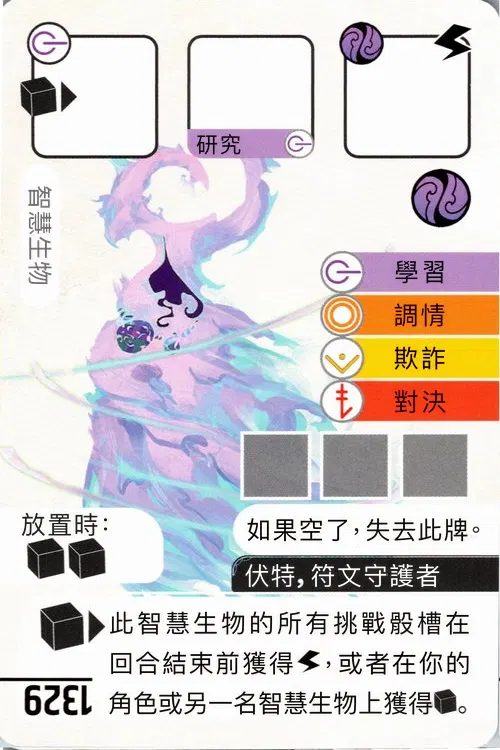 研究
智慧生物
學習
調情
欺詐
對決
放置時：
如果空了，失去此牌。
伏特，符文守護者
此智慧生物的所有挑戰骰槽在
回合結束前獲得，或者在你的
角色或另一名智慧生物上獲得。
1329